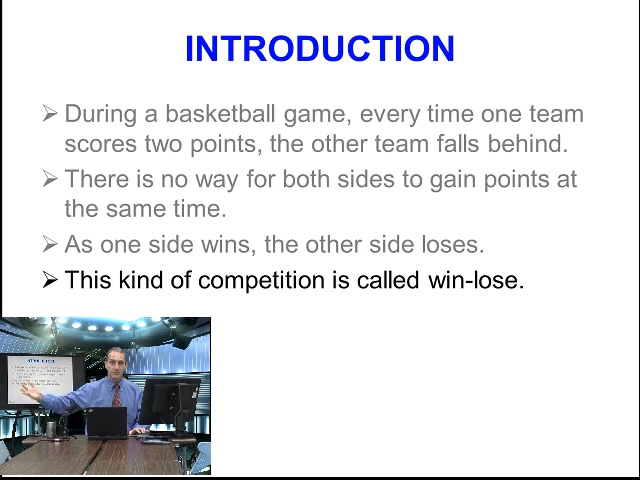 INTRODUCTION
➢ During a basketball game, every time one team
scores two points, the other team falls behind.
➢ There is no way for both sides to gain points at
the same time.
➢ As one side wins, the other side loses.
➢ This kind of competition is called win-lose.